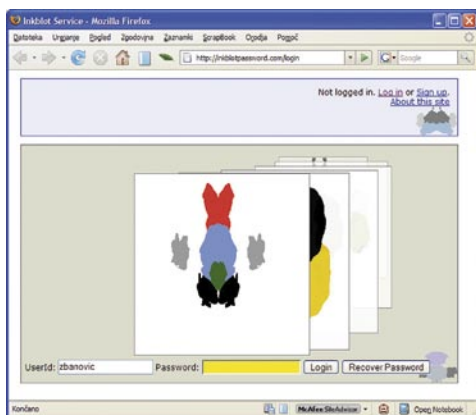 Inkblot Service - Mozilla Firefox
Datoteka Urejanje Pogled Zgodovina Zaznamki ScrapBook Orodja Pomoč
http://inkblotpassword.com/login
Google
Not logged in. Log in or Sign up.
About this site
UserId: zbanovic Password: Login Recover Password
Končano McAfee SiteAdvisor Open Notebook